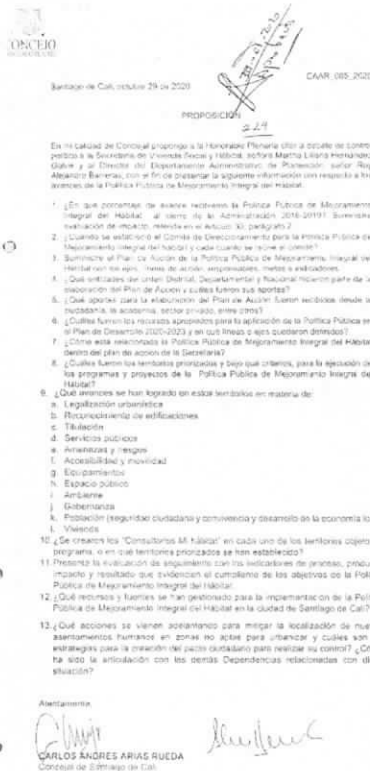 CONCEJO
CAAR_085_2020
Santiago de Cali, octubre 29 de 2020
PROPOSICIÓN
229
En mi calidad de Concejal propongo a la Honorable Plenaria citar a debate de control
político a la Secretaria de Vivienda Social y Hábitat, señora Martha Liliana Hernández
Galvis y al Director del Departamento Administrativo de Planeación, señor Roy
Alejandro Barreras, con el fin de presentar la siguiente información con respecto a los
avances de la Política Pública de Mejoramiento Integral del Hábitat.
1. ¿En qué porcentaje de avance recibieron la Política Pública de Mejoramiento
Integral del Hábitat al cierre de la Administración 2016-2019? Suministre
evaluación de impacto, referida en el Artículo 30, parágrafo 2
2. ¿Cuándo se estableció el Comité de Direccionamiento para la Política Pública de
Mejoramiento Integral del hábitat y cada cuanto se reúne el comité?
3. Suministre el Plan de Acción de la Política Pública de Mejoramiento Integral del
Hábitat con los ejes, líneas de acción, responsables, metas e indicadores.
4. ¿Qué entidades del orden Distrital, Departamental y Nacional hicieron parte de la
elaboración del Plan de Acción y cuáles fueron sus aportes?
5. ¿Qué aportes para la elaboración del Plan de Acción fueron recibidos desde la
ciudadanía, la academia, sector privado, entre otros?
6. ¿Cuáles fueron los recursos apropiados para la aplicación de la Política Pública en
el Plan de Desarrollo 2020-2023 y en qué líneas o ejes quedaron definidos?
7. ¿Cómo está relacionada la Política Pública de Mejoramiento Integral del Hábitat
dentro del plan de acción de la Secretaría?
8. ¿Cuáles fueron los territorios priorizados y bajo qué criterios, para la ejecución de
los programas y proyectos de la Política Pública de Mejoramiento Integral del
Hábitat?
9. ¿Qué avances se han logrado en estos territorios en materia de:
a. Legalización urbanística
b. Reconocimiento de edificaciones
c. Titulación
d. Servicios públicos
e. Amenazas y riesgos
f. Accesibilidad y movilidad
g. Equipamientos
h. Espacio público
i. Ambiente
j. Gobernanza
k. Población (seguridad ciudadana y convivencia y desarrollo de la economía lo
l. Vivienda
10. ¿Se crearon los "Consultorios Mi hábitat" en cada uno de los territorios objeto
programa, o en qué territorios priorizados se han establecido?
11. Presente la evaluación de seguimiento con los indicadores de proceso, produ
impacto y resultado que evidencien el cumplimiento de los objetivos de la Polí
Pública de Mejoramiento Integral del Hábitat.
12. ¿Qué recursos y fuentes se han gestionado para la implementación de la Polí
Pública de Mejoramiento Integral del Hábitat en la ciudad de Santiago de Cali?
13. ¿Qué acciones se vienen adelantando para mitigar la localización de nue
asentamientos humanos en zonas no aptas para urbanizar y cuáles son
estrategias para la creación del pacto ciudadano para realizar su control? ¿Có
ha sido la articulación con las demás Dependencias relacionadas con di
situación?
Atentamente,
CARLOS ANDRÉS ARIAS RUEDA
Concejal de Santiago de Cali